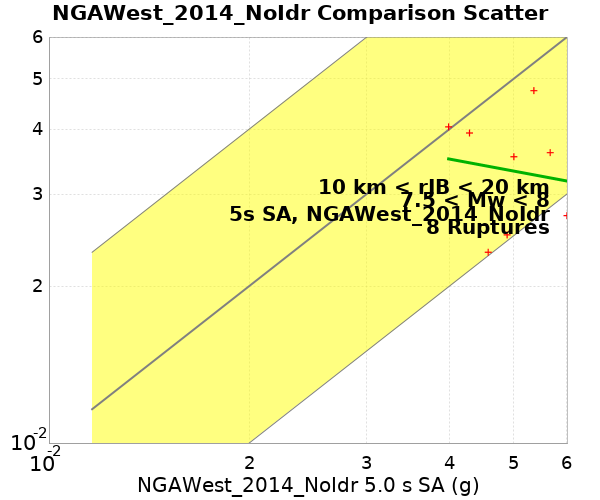 NGAWest_2014_NoIdr Comparison Scatter
6
5
4
3
2
10^-2
10 km < rJB < 20 km
7.5 < Mw < 8
5s SA, NGAWest_2014_NoIdr
8 Ruptures
10^-2
2
3
4
5
6
NGAWest_2014_NoIdr 5.0 s SA (g)